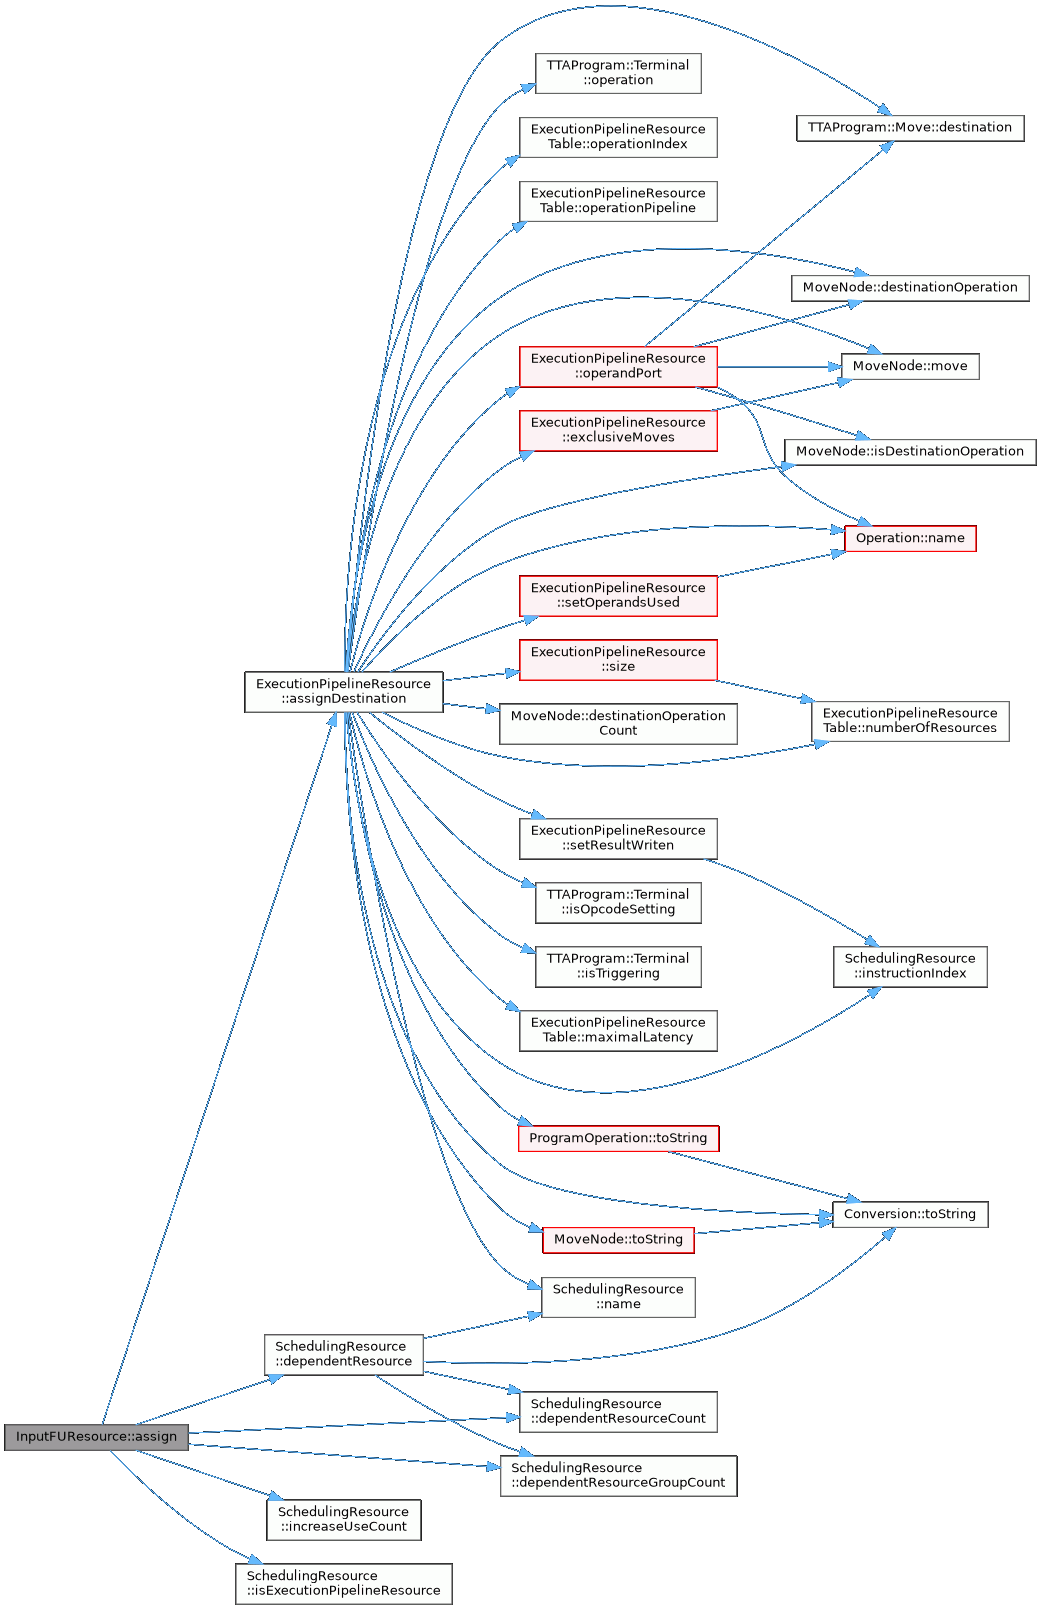 TTAProgram::Terminal
::operation
TTAProgram::Move::destination
ExecutionPipelineResource
Table::operationIndex
ExecutionPipelineResource
Table::operationPipeline
MoveNode::destinationOperation
ExecutionPipelineResource
::operandPort
MoveNode::move
ExecutionPipelineResource
::exclusiveMoves
MoveNode::isDestinationOperation
Operation::name
ExecutionPipelineResource
::setOperandsUsed
ExecutionPipelineResource
::size
ExecutionPipelineResource
::assignDestination
MoveNode::destinationOperation
Count
ExecutionPipelineResource
Table::numberOfResources
ExecutionPipelineResource
::setResultWriten
TTAProgram::Terminal
::isOpcodeSetting
TTAProgram::Terminal
::isTriggering
SchedulingResource
::instructionIndex
ExecutionPipelineResource
Table::maximalLatency
ProgramOperation::toString
Conversion::toString
MoveNode::toString
SchedulingResource
::name
SchedulingResource
::dependentResource
SchedulingResource
::dependentResourceCount
InputFUResource::assign
SchedulingResource
::dependentResourceGroupCount
SchedulingResource
::increaseUseCount
SchedulingResource
::isExecutionPipelineResource